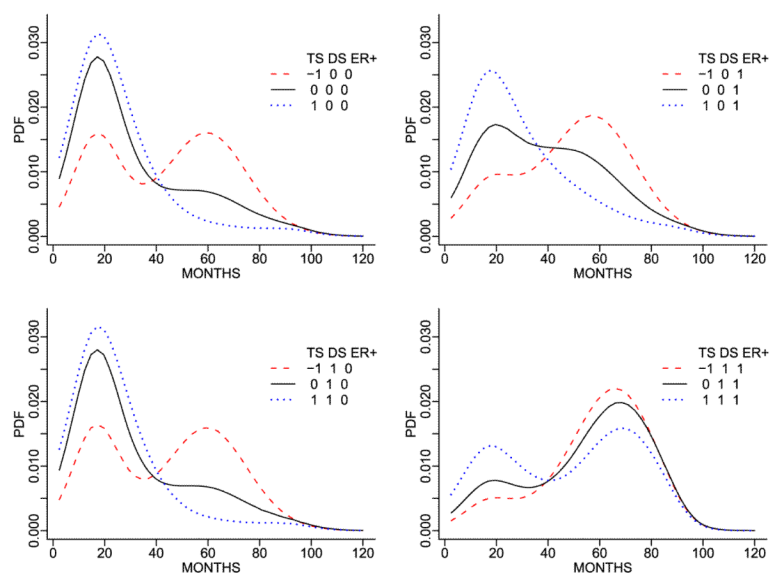 0.030
0.020
0.010
0.000
PDF
TS DS ER+
−1 0 0
0 0 0
1 0 0
0 20 40 60 80 100 120
MONTHS
0.030
0.020
0.010
0.000
PDF
TS DS ER+
−1 0 1
0 0 1
1 0 1
0 20 40 60 80 100 120
MONTHS
0.030
0.020
0.010
0.000
PDF
TS DS ER+
−1 1 0
0 1 0
1 1 0
0 20 40 60 80 100 120
MONTHS
0.030
0.020
0.010
0.000
PDF
TS DS ER+
−1 1 1
0 1 1
1 1 1
0 20 40 60 80 100 120
MONTHS